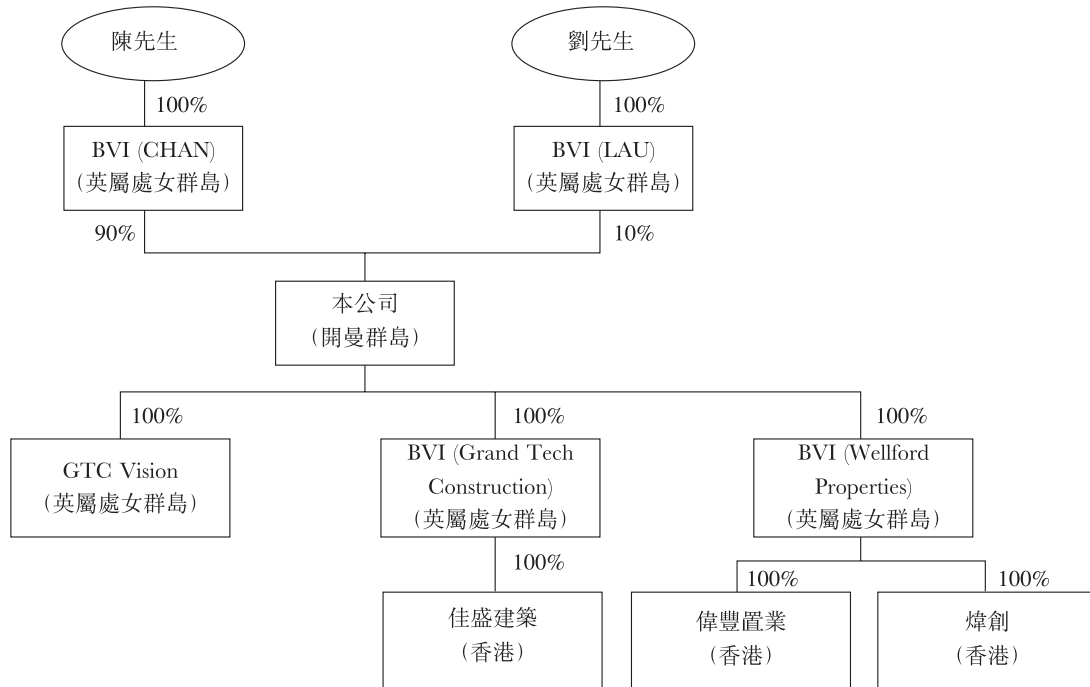 陳先生
劉先生
100%
100%
BVI (CHAN)
(英屬處女群島)
BVI (LAU)
(英屬處女群島)
90%
10%
本公司
(開曼群島)
100%
100%
100%
GTC Vision
(英屬處女群島)
BVI (Grand Tech
Construction)
(英屬處女群島)
BVI (Wellford
Properties)
(英屬處女群島)
100%
100%
100%
佳盛建築
(香港)
偉豐置業
(香港)
煒創
(香港)